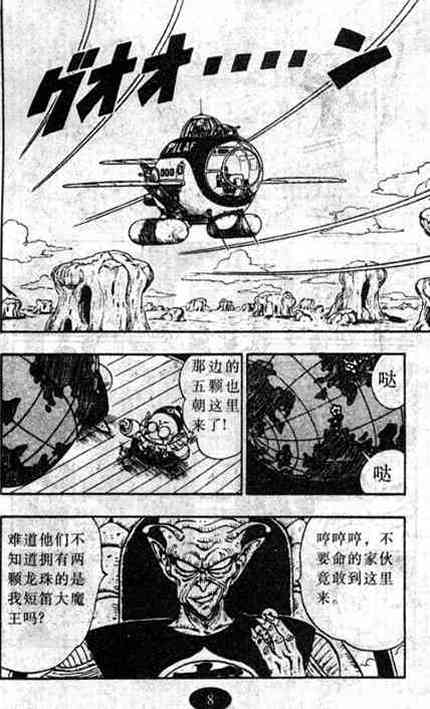 グオオ・・・・・ン
PILAF
哒
哒
那边的
五颗也
朝这里
来了!
哼哼哼，不
要命的家伙
竟敢到这里
来。
难道他们不
知道拥有两
颗龙珠的是
我短笛大魔
王吗?
8